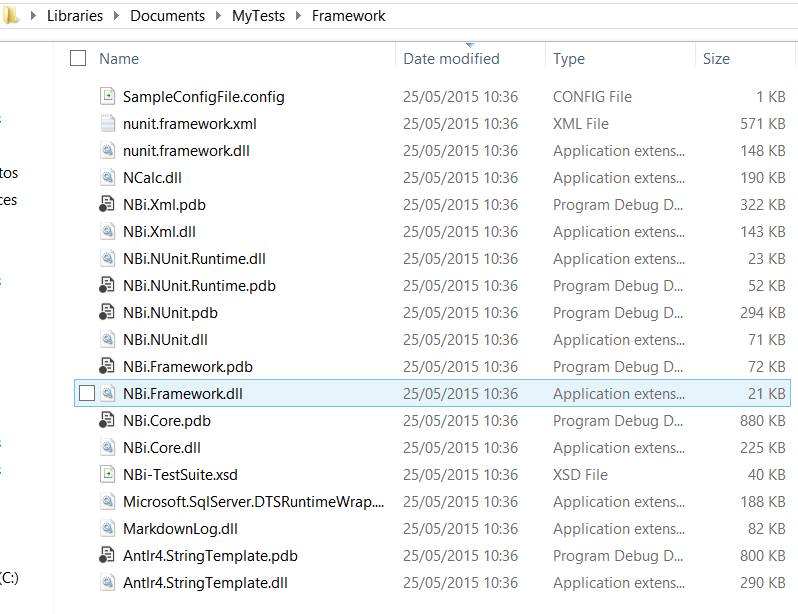 Libraries Documents MyTests Framework
Name Date modified Type Size
SampleConfigFile.config 25/05/2015 10:36 CONFIG File 1 KB
nunit.framework.xml 25/05/2015 10:36 XML File 571 KB
nunit.framework.dll 25/05/2015 10:36 Application extens... 148 KB
tos
NCalc.dll 25/05/2015 10:36 Application extens... 190 KB
ces
NBi.Xml.pdb 25/05/2015 10:36 Program Debug D... 322 KB
NBi.Xml.dll 25/05/2015 10:36 Application extens... 143 KB
NBi.NUnit.Runtime.dll 25/05/2015 10:36 Application extens... 23 KB
NBi.NUnit.Runtime.pdb 25/05/2015 10:36 Program Debug D... 52 KB
NBi.NUnit.pdb 25/05/2015 10:36 Program Debug D... 294 KB
NBi.NUnit.dll 25/05/2015 10:36 Application extens... 71 KB
NBi.Framework.pdb 25/05/2015 10:36 Program Debug D... 72 KB
NBi.Framework.dll 25/05/2015 10:36 Application extens... 21 KB
NBi.Core.pdb 25/05/2015 10:36 Program Debug D... 880 KB
NBi.Core.dll 25/05/2015 10:36 Application extens... 225 KB
NBi-TestSuite.xsd 25/05/2015 10:36 XSD File 40 KB
Microsoft.SqlServer.DTSRuntimeWrap.... 25/05/2015 10:36 Application extens... 188 KB
MarkdownLog.dll 25/05/2015 10:36 Application extens... 82 KB
Antlr4.StringTemplate.pdb 25/05/2015 10:36 Program Debug D... 800 KB
(C:)
Antlr4.StringTemplate.dll 25/05/2015 10:36 Application extens... 290 KB